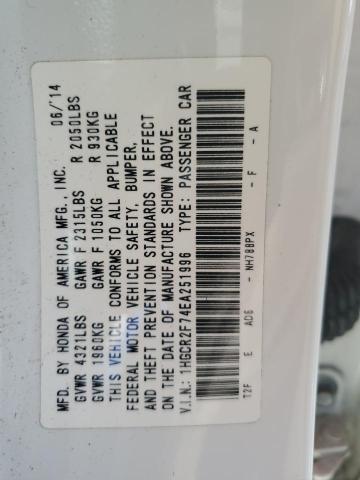 MFD. BY HONDA OF AMERICA MFG., INC. 06/'14
GVWR 4321LBS GAWR F 2315LBS R 2050LBS
GVWR 1960KG GAWR F 1050KG R 930KG
THIS VEHICLE CONFORMS TO ALL APPLICABLE
FEDERAL MOTOR VEHICLE SAFETY, BUMPER,
AND THEFT PREVENTION STANDARDS IN EFFECT
ON THE DATE OF MANUFACTURE SHOWN ABOVE.
V.I.N.: 1HGCR2F74EA251996 TYPE: PASSENGER CAR
T2F E AD6 - NH788PX - F - A